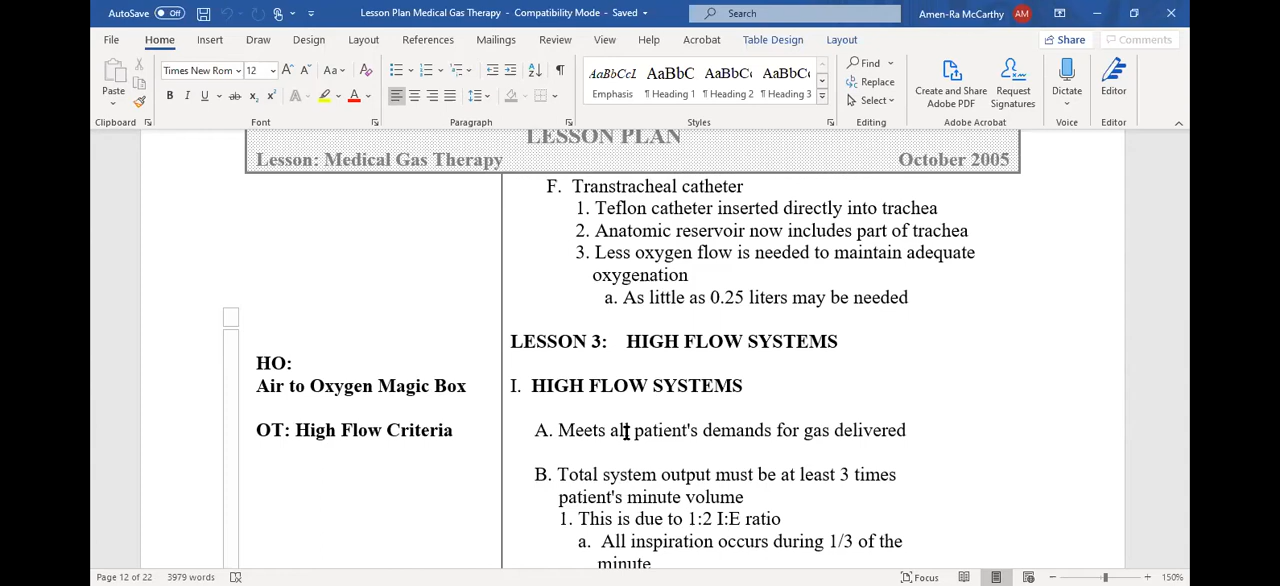 AutoSave Off Lesson Plan Medical Gas Therapy - Compatibility Mode - Saved Search Amen-Ra McCarthy AM
File Home Insert Draw Design Layout References Mailings Review View Help Acrobat Table Design Layout Share Comments
Times New Rom 12 Aa AaBbCcI AaBbC AaBbCc AaBbCc Find
Paste Emphasis ¶ Heading 1 ¶ Heading 2 ¶ Heading 3 Replace Create and Share Adobe PDF Request Signatures Dictate Editor
B I U ab x₂ x² A A Select
Clipboard Font Paragraph Styles Editing Adobe Acrobat Voice Editor
LESSON PLAN
Lesson: Medical Gas Therapy October 2005
F. Transtracheal catheter
1. Teflon catheter inserted directly into trachea
2. Anatomic reservoir now includes part of trachea
3. Less oxygen flow is needed to maintain adequate
oxygenation
a. As little as 0.25 liters may be needed
LESSON 3: HIGH FLOW SYSTEMS
HO:
Air to Oxygen Magic Box
I. HIGH FLOW SYSTEMS
OT: High Flow Criteria
A. Meets all patient's demands for gas delivered
B. Total system output must be at least 3 times
patient's minute volume
1. This is due to 1:2 I:E ratio
a. All inspiration occurs during 1/3 of the
minute
Page 12 of 22 3979 words Focus 150%